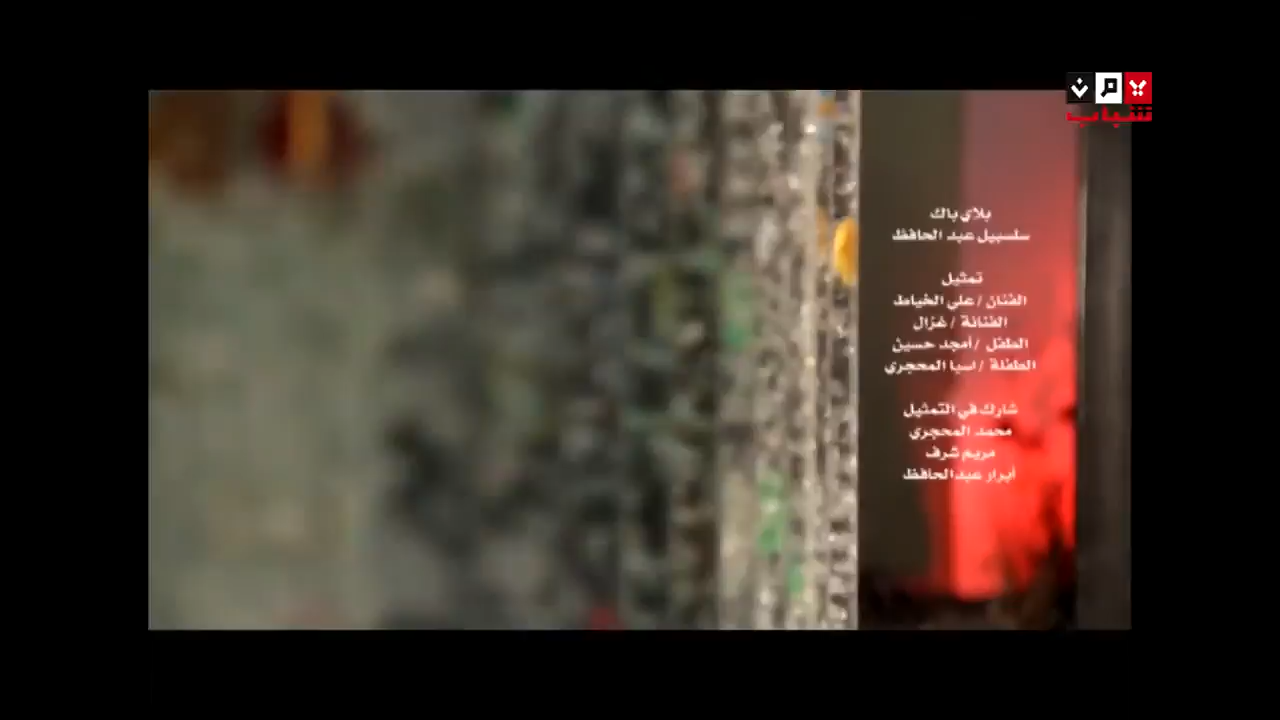 يمن
شباب
بلاي باك
سلسبيل عبد الحافظ
تمثيل
الفنان / علي الخياط
الفنانة / غزال
الطفل / أمجد حسين
الطفلة / اسيا المحجري
شارك في التمثيل
محمد المحجري
مريم شرف
أبرار عبدالحافظ